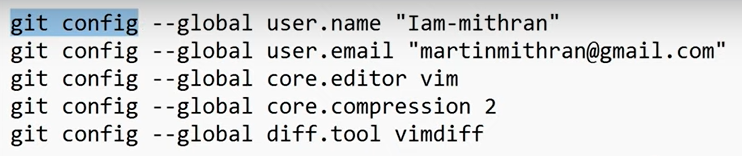 git config --global user.name "Iam-mithran"
git config --global user.email "martinmithran@gmail.com"
git config --global core.editor vim
git config --global core.compression 2
git config --global diff.tool vimdiff